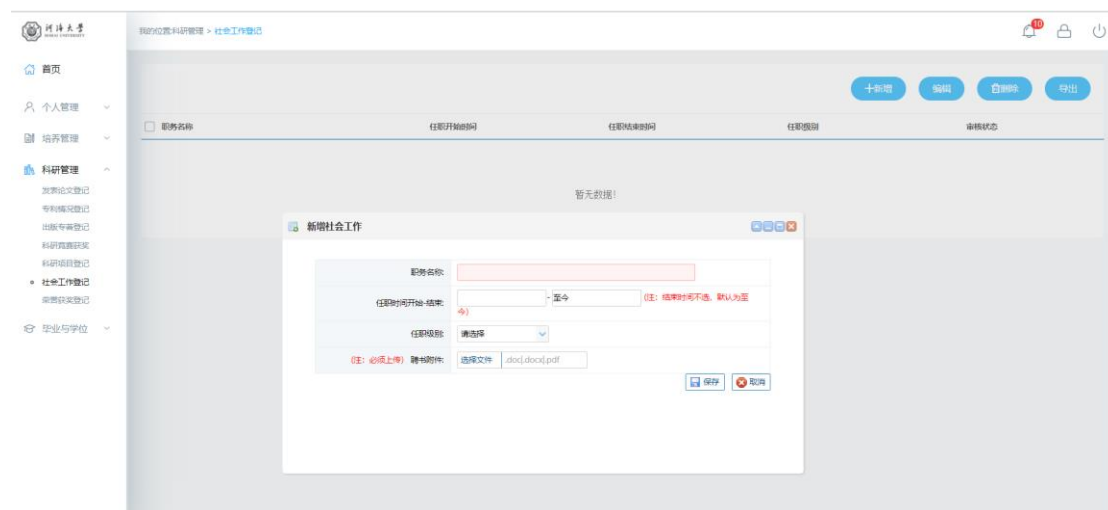 河海大学
HOHAI UNIVERSITY
我的位置:科研管理 > 社会工作登记
10
首页
个人管理
培养管理
科研管理
发表论文登记
专利情况登记
出版专著登记
科研竞赛获奖
科研项目登记
社会工作登记
荣誉获奖登记
毕业与学位
+新增 编辑 删除 导出
职务名称 任职开始时间 任职结束时间 任职级别 审核状态
暂无数据!
新增社会工作
职务名称:
任职时间开始-结束: - 至今 (注：结束时间不选，默认为至
今)
任职级别: 请选择
(注：必须上传) 聘书附件: 选择文件 .doc|.docx|.pdf
保存 取消